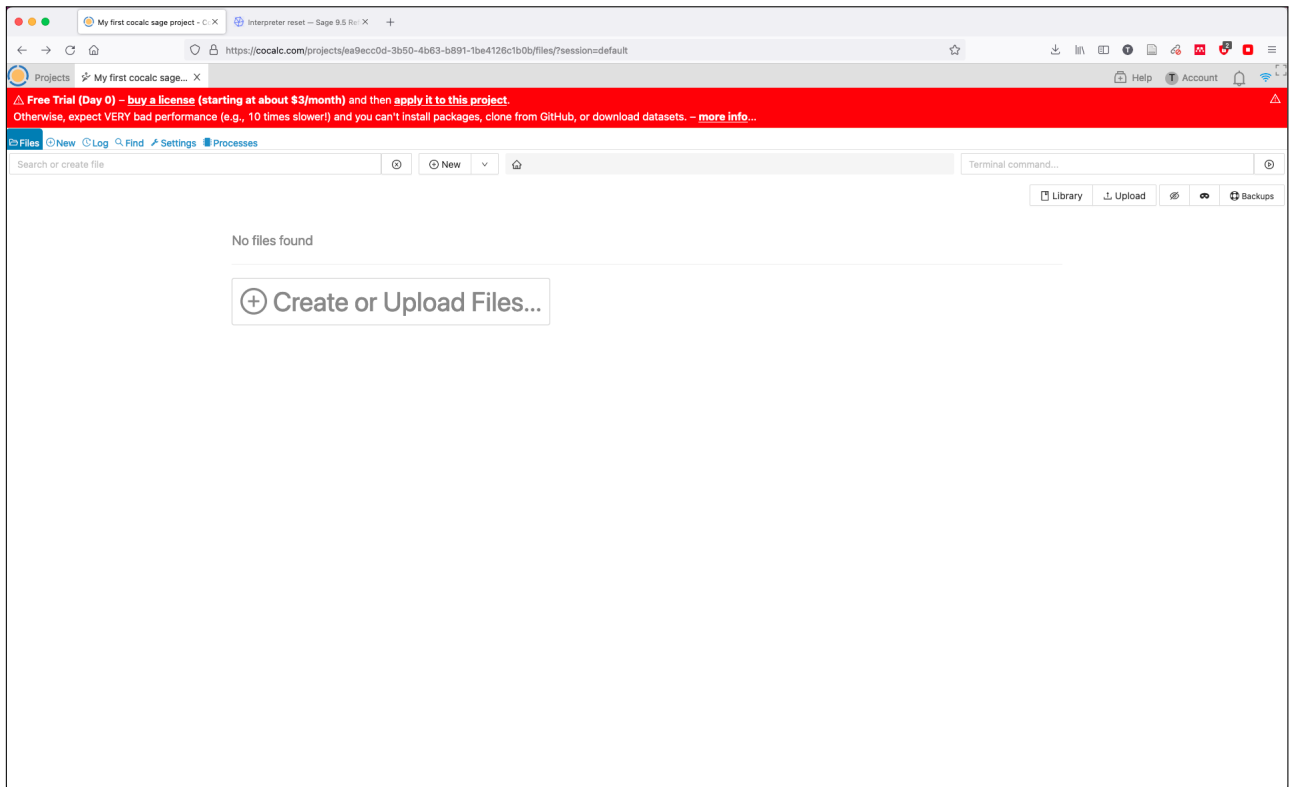 My first cocalc sage project - C
Interpreter reset — Sage 9.5 Rel
https://cocalc.com/projects/ea9ecc0d-3b50-4b63-b891-1be4126c1b0b/files/?session=default
Projects My first cocalc sage... Help T Account
Free Trial (Day 0) – buy a license (starting at about $3/month) and then apply it to this project.
Otherwise, expect VERY bad performance (e.g., 10 times slower!) and you can't install packages, clone from GitHub, or download datasets. – more info...
Files New Log Find Settings Processes
Search or create file New Terminal command...
Library Upload Backups
No files found
Create or Upload Files...